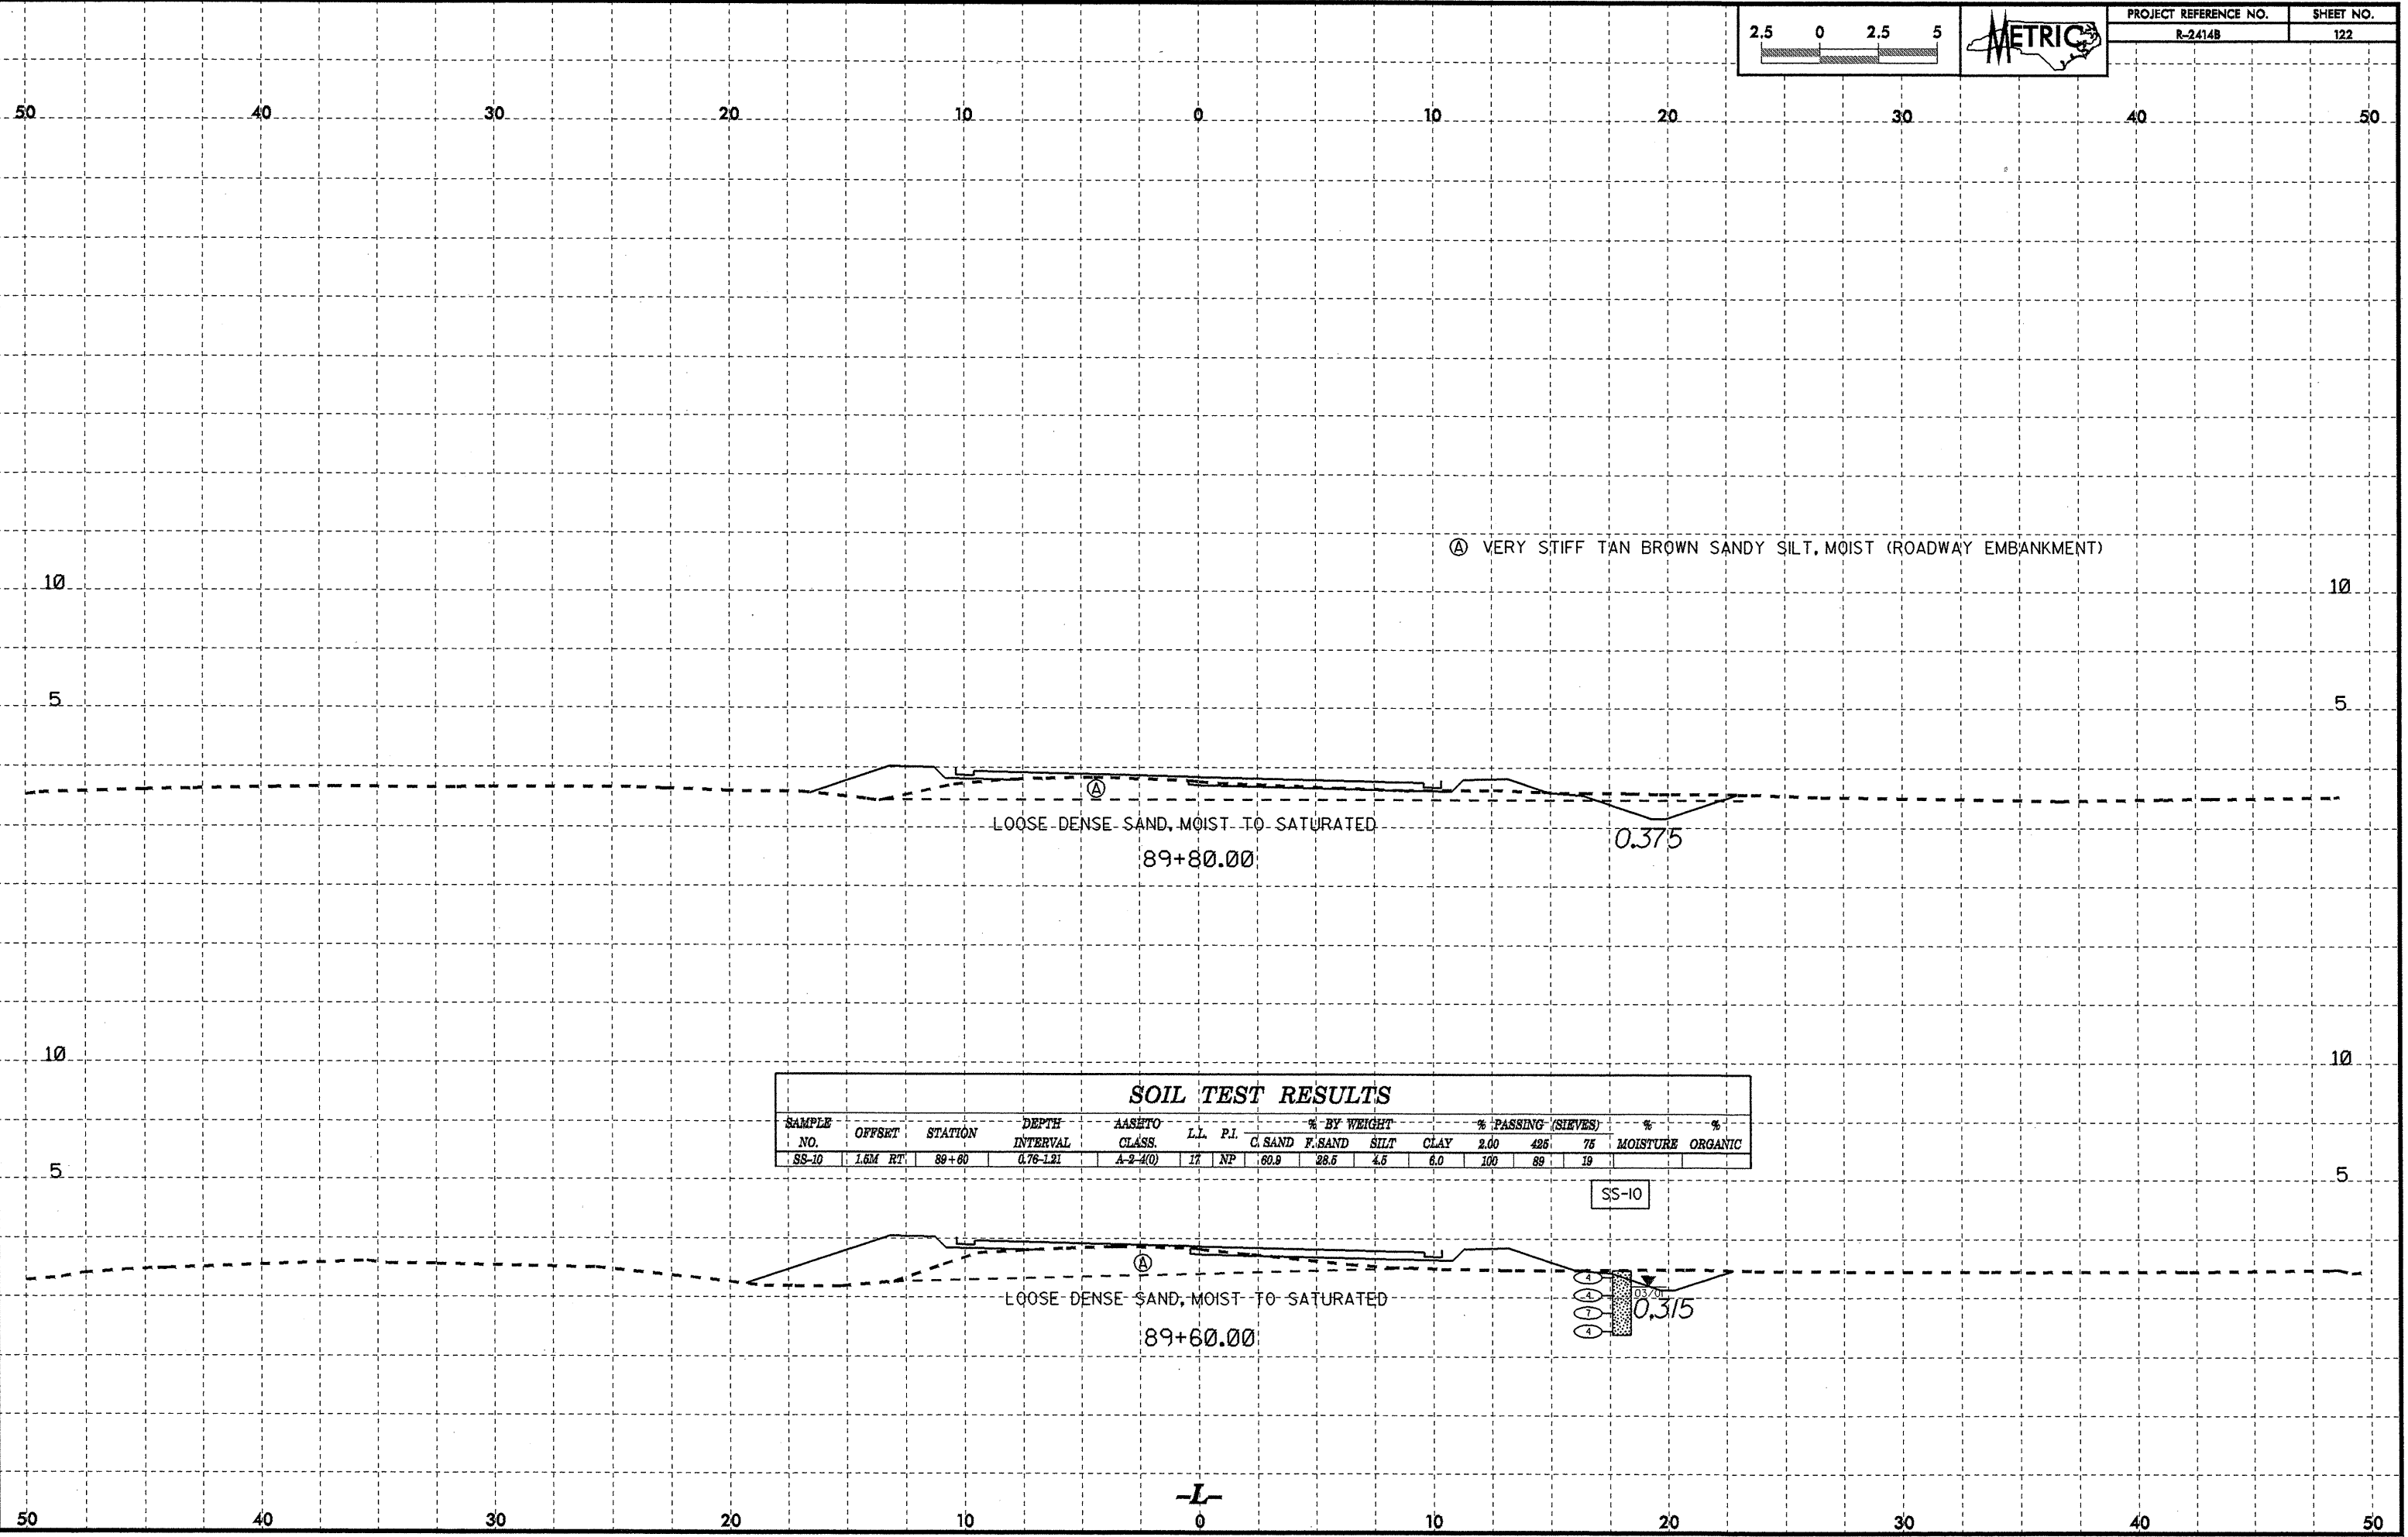 PROJECT REFERENCE NO. SHEET NO.
R-2414B 122
2.5 0 2.5 5
METRIC
50 40 30 20 10 0 10 20 30 40 50
Ⓐ VERY STIFF TAN BROWN SANDY SILT, MOIST (ROADWAY EMBANKMENT)
10 10
5 5
A
LOOSE DENSE SAND, MOIST TO SATURATED
0.375
89+80.00
10 10
SOIL TEST RESULTS
SAMPLE NO. OFFSET STATION DEPTH INTERVAL AASHTO CLASS. L.L. P.I. % BY WEIGHT C. SAND F. SAND SILT CLAY % PASSING (SIEVES) 2.00 425 75 % MOISTURE % ORGANIC
SS-10 1.5M RT 89+60 0.76-1.21 A-2-4(0) 17 NP 60.9 28.5 4.5 6.0 100 89 19
5 5
SS-10
A
4
4
7
4
03/01
0.315
LOOSE DENSE SAND, MOIST TO SATURATED
89+60.00
-L-
50 40 30 20 10 0 10 20 30 40 50